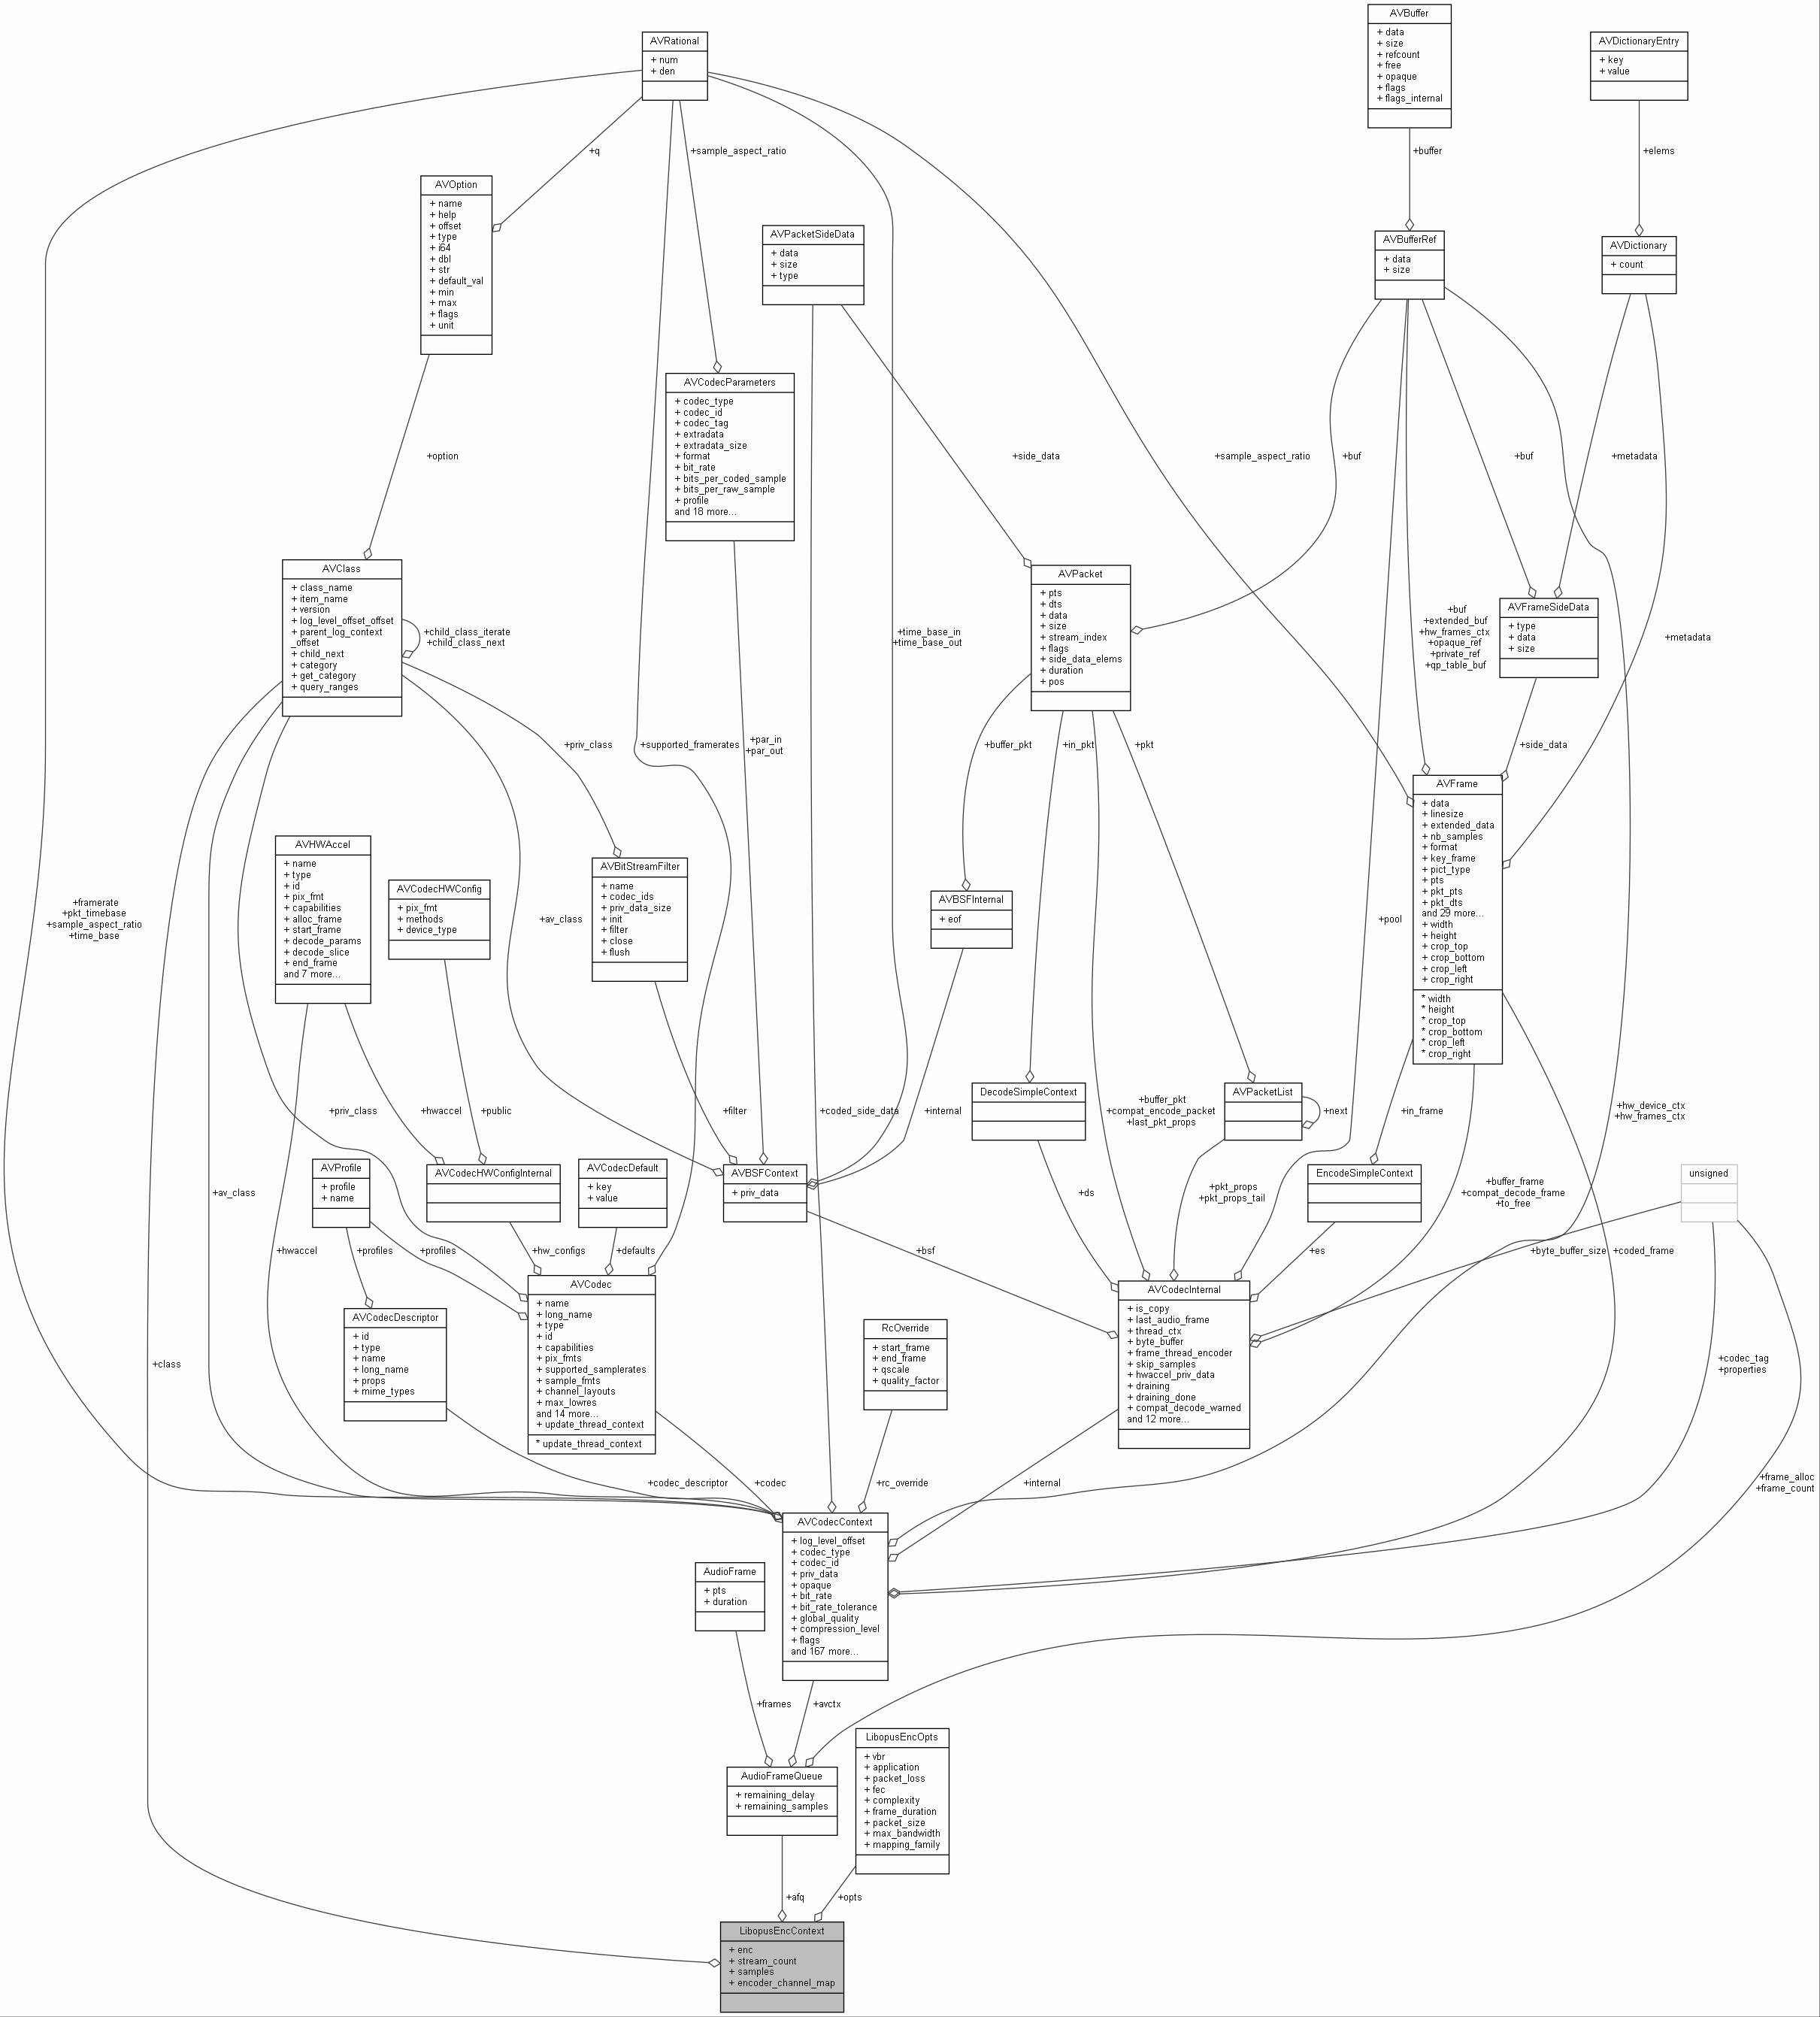 AVBuffer
+ data
+ size
+ refcount
+ free
+ opaque
+ flags
+ flags_internal
AVRational
+ num
+ den
AVDictionaryEntry
+ key
+ value
+q
+sample_aspect_ratio
+buffer
+elems
AVOption
+ name
+ help
+ offset
+ type
+ i64
+ dbl
+ str
+ default_val
+ min
+ max
+ flags
+ unit
AVPacketSideData
+ data
+ size
+ type
AVBufferRef
+ data
+ size
AVDictionary
+ count
AVCodecParameters
+ codec_type
+ codec_id
+ codec_tag
+ extradata
+ extradata_size
+ format
+ bit_rate
+ bits_per_coded_sample
+ bits_per_raw_sample
+ profile
and 18 more...
+option
+side_data
+sample_aspect_ratio
+buf
+buf
+metadata
AVClass
+ class_name
+ item_name
+ version
+ log_level_offset_offset
+ parent_log_context
_offset
+ child_next
+ category
+ get_category
+ query_ranges
+child_class_iterate
+child_class_next
+time_base_in
+time_base_out
AVPacket
+ pts
+ dts
+ data
+ size
+ stream_index
+ flags
+ side_data_elems
+ duration
+ pos
+buf
+extended_buf
+hw_frames_ctx
+opaque_ref
+private_ref
+qp_table_buf
AVFrameSideData
+ type
+ data
+ size
+metadata
+priv_class
+supported_framerates
+par_in
+par_out
+buffer_pkt
+in_pkt
+pkt
+side_data
AVFrame
+ data
+ linesize
+ extended_data
+ nb_samples
+ format
+ key_frame
+ pict_type
+ pts
+ pkt_pts
+ pkt_dts
and 29 more...
+ width
+ height
+ crop_top
+ crop_bottom
+ crop_left
+ crop_right
* width
* height
* crop_top
* crop_bottom
* crop_left
* crop_right
+framerate
+pkt_timebase
+sample_aspect_ratio
+time_base
AVHWAccel
+ name
+ type
+ id
+ pix_fmt
+ capabilities
+ alloc_frame
+ start_frame
+ decode_params
+ decode_slice
+ end_frame
and 7 more...
AVCodecHWConfig
+ pix_fmt
+ methods
+ device_type
+av_class
AVBitStreamFilter
+ name
+ codec_ids
+ priv_data_size
+ init
+ filter
+ close
+ flush
AVBSFInternal
+ eof
+pool
+priv_class
+hwaccel
+public
+filter
+coded_side_data
+internal
DecodeSimpleContext
+buffer_pkt
+compat_encode_packet
+last_pkt_props
AVPacketList
+next
+in_frame
+hw_device_ctx
+hw_frames_ctx
AVProfile
+ profile
+ name
AVCodecHWConfigInternal
AVCodecDefault
+ key
+ value
AVBSFContext
+ priv_data
+av_class
+ds
+pkt_props
+pkt_props_tail
EncodeSimpleContext
+buffer_frame
+compat_decode_frame
+to_free
unsigned
+hwaccel
+profiles
+profiles
+hw_configs
+defaults
+bsf
+es
+byte_buffer_size
+coded_frame
AVCodecDescriptor
+ id
+ type
+ name
+ long_name
+ props
+ mime_types
AVCodec
+ name
+ long_name
+ type
+ id
+ capabilities
+ pix_fmts
+ supported_samplerates
+ sample_fmts
+ channel_layouts
+ max_lowres
and 14 more...
+ update_thread_context
* update_thread_context
RcOverride
+ start_frame
+ end_frame
+ qscale
+ quality_factor
AVCodecInternal
+ is_copy
+ last_audio_frame
+ thread_ctx
+ byte_buffer
+ frame_thread_encoder
+ skip_samples
+ hwaccel_priv_data
+ draining
+ draining_done
+ compat_decode_warned
and 12 more...
+class
+codec_tag
+properties
+codec_descriptor
+codec
+rc_override
+internal
+frame_alloc
+frame_count
AVCodecContext
+ log_level_offset
+ codec_type
+ codec_id
+ priv_data
+ opaque
+ bit_rate
+ bit_rate_tolerance
+ global_quality
+ compression_level
+ flags
and 167 more...
AudioFrame
+ pts
+ duration
+frames
+avctx
LibopusEncOpts
+ vbr
+ application
+ packet_loss
+ fec
+ complexity
+ frame_duration
+ packet_size
+ max_bandwidth
+ mapping_family
AudioFrameQueue
+ remaining_delay
+ remaining_samples
+afq
+opts
LibopusEncContext
+ enc
+ stream_count
+ samples
+ encoder_channel_map